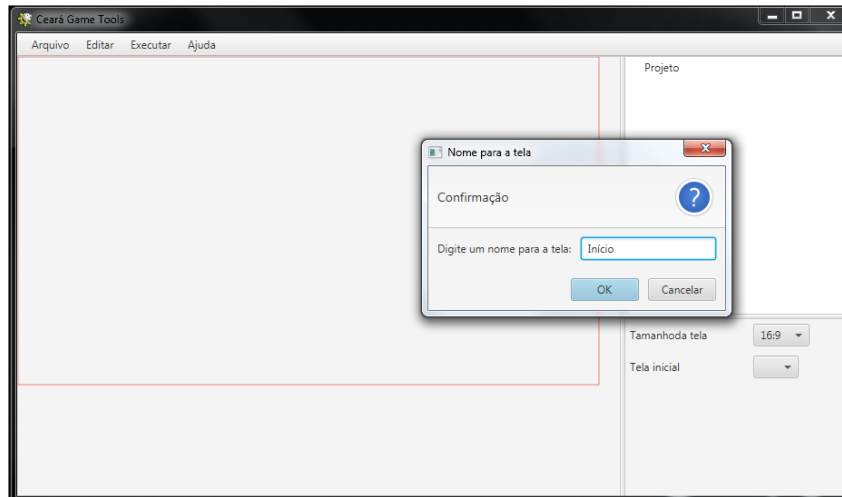 Ceará Game Tools
Arquivo Editar Executar Ajuda
Projeto
Nome para a tela
Confirmação
Digite um nome para a tela: Início
OK Cancelar
Tamanhoda tela 16:9
Tela inicial